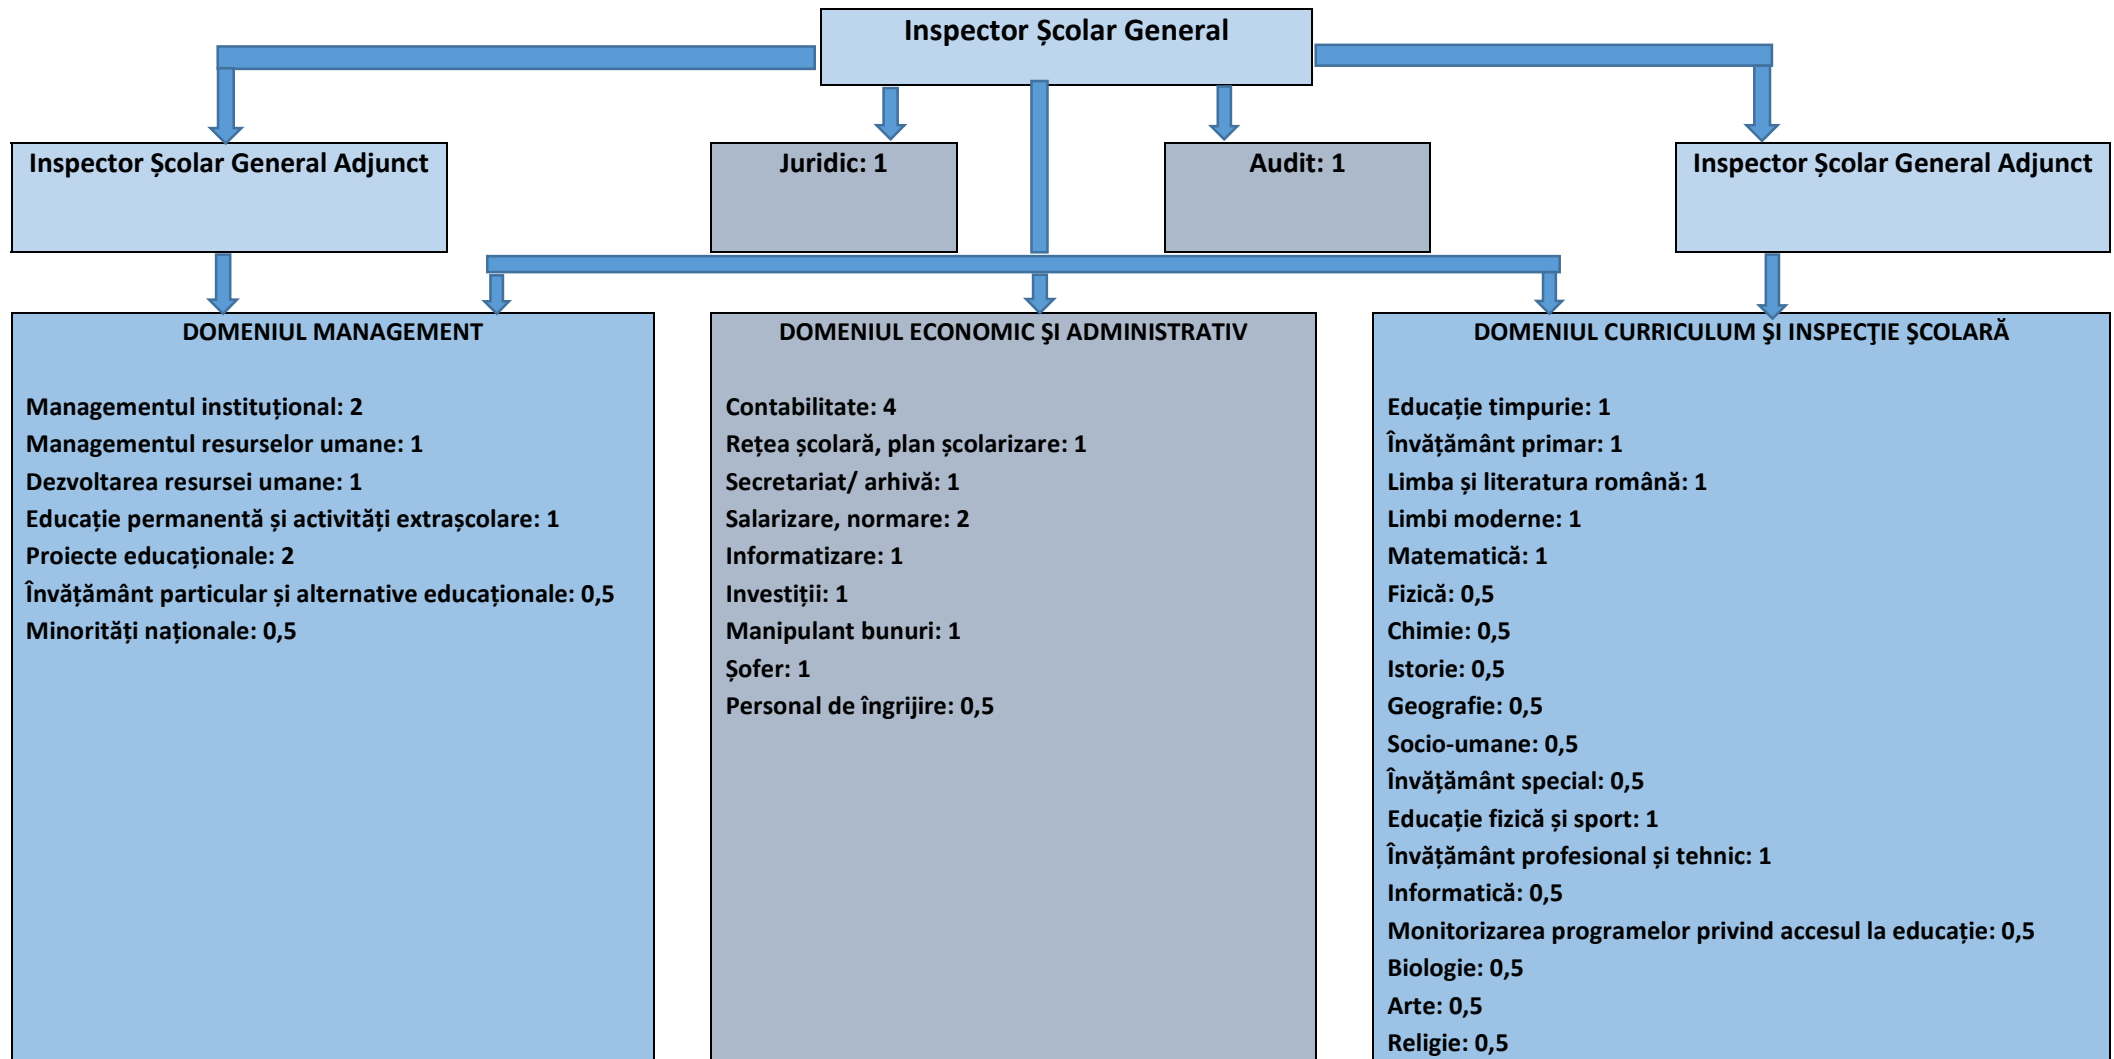 Inspector Școlar General
Inspector Școlar General Adjunct
Juridic: 1
Audit: 1
Inspector Școlar General Adjunct
DOMENIUL MANAGEMENT
Managementul instituțional: 2
Managementul resurselor umane: 1
Dezvoltarea resursei umane: 1
Educație permanentă și activități extrașcolare: 1
Proiecte educaționale: 2
Învățământ particular și alternative educaționale: 0,5
Minorități naționale: 0,5
DOMENIUL ECONOMIC ŞI ADMINISTRATIV
Contabilitate: 4
Rețea școlară, plan școlarizare: 1
Secretariat/ arhivă: 1
Salarizare, normare: 2
Informatizare: 1
Investiții: 1
Manipulant bunuri: 1
Șofer: 1
Personal de îngrijire: 0,5
DOMENIUL CURRICULUM ŞI INSPECŢIE ŞCOLARĂ
Educație timpurie: 1
Învățământ primar: 1
Limba și literatura română: 1
Limbi moderne: 1
Matematică: 1
Fizică: 0,5
Chimie: 0,5
Istorie: 0,5
Geografie: 0,5
Socio-umane: 0,5
Învățământ special: 0,5
Educație fizică și sport: 1
Învățământ profesional și tehnic: 1
Informatică: 0,5
Monitorizarea programelor privind accesul la educație: 0,5
Biologie: 0,5
Arte: 0,5
Religie: 0,5